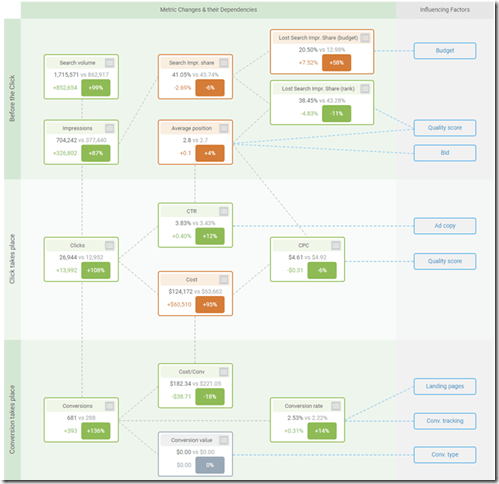 Metric Changes & their Dependencies
Influencing Factors
Before the Click
Search volume
1,715,571 vs 862,917
+852,654 +99%
Search Impr. share
41.05% vs 43.74%
-2.69% -6%
Lost Search Impr. Share (budget)
20.50% vs 12.98%
+7.52% +58%
Budget
Lost Search Impr. Share (rank)
38.45% vs 43.28%
-4.83% -11%
Impressions
704,242 vs 377,440
+326,802 +87%
Average position
2.8 vs 2.7
+0.1 +4%
Quality score
Bid
Click takes place
CTR
3.83% vs 3.43%
+0.40% +12%
Ad copy
Clicks
26,944 vs 12,952
+13,992 +108%
CPC
$4.61 vs $4.92
-$0.31 -6%
Quality score
Cost
$124,172 vs $63,662
+$60,510 +95%
Conversion takes place
Cost/Conv
$182.34 vs $221.05
-$38.71 -18%
Landing pages
Conversions
681 vs 288
+393 +136%
Conversion rate
2.53% vs 2.22%
+0.31% +14%
Conv. tracking
Conversion value
$0.00 vs $0.00
$0.00 0%
Conv. type